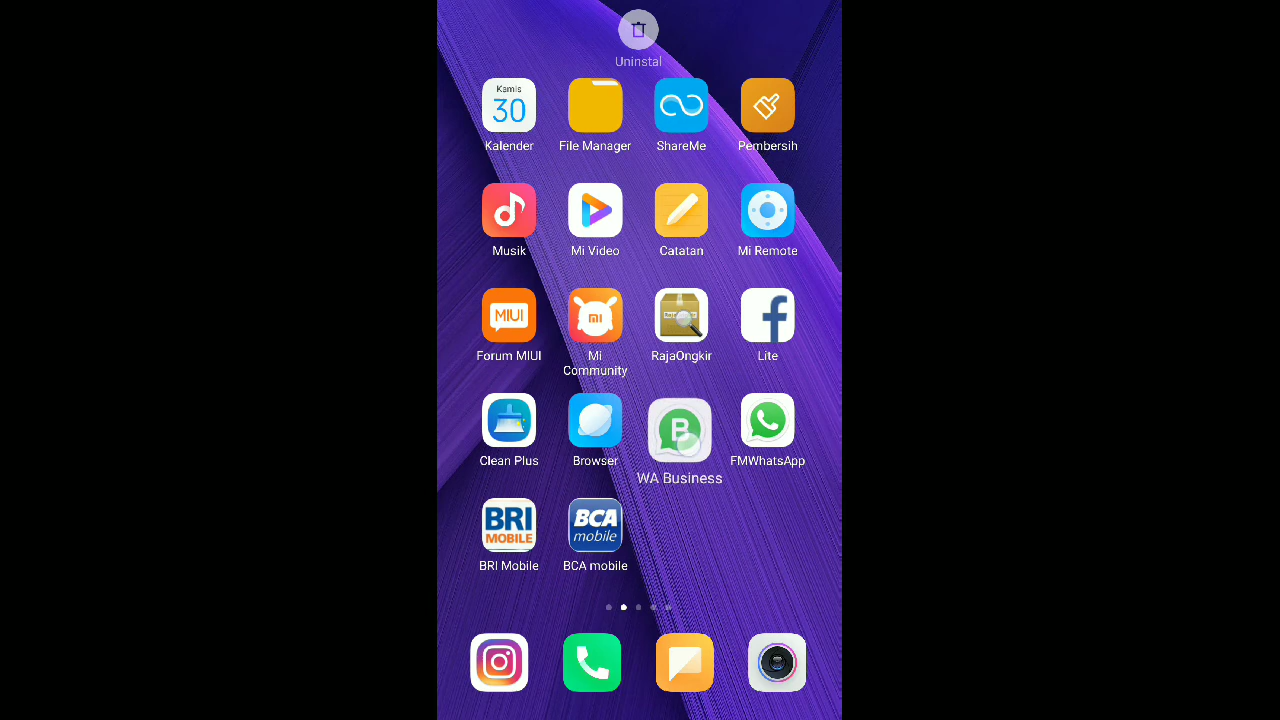 Uninstal
Kamis
30
Kalender
File Manager
ShareMe
Pembersih
Musik
Mi Video
Catatan
Mi Remote
MIUI
mi
Forum MIUI
Mi
Community
RajaOngkir
Lite
B
Clean Plus
Browser
WA Business
FMWhatsApp
BRI
MOBILE
BCA
mobile
BRI Mobile
BCA mobile